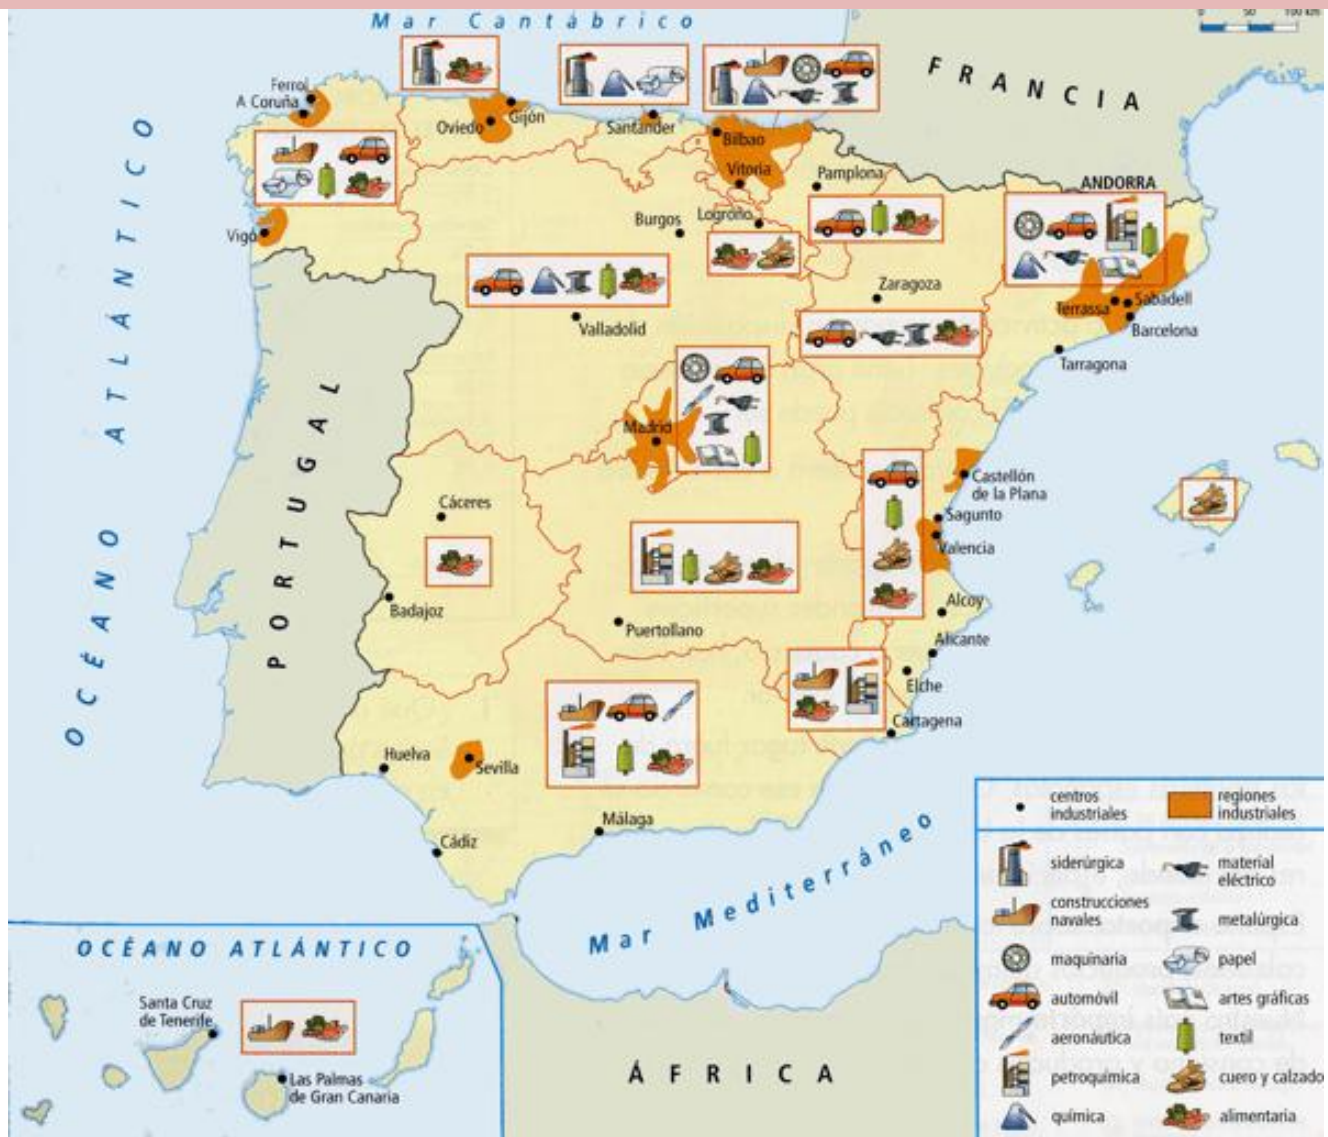 Mar Cantábrico
0 50 100 km
FRANCIA
Ferrol
A Coruña
Oviedo
Gijón
Santander
Bilbao
Vitoria
Pamplona
ANDORRA
Vigo
Burgos
Logroño
Zaragoza
Terrassa
Sabadell
Barcelona
Valladolid
Tarragona
OCÉANO ATLÁNTICO
PORTUGAL
Madrid
Castellón
de la Plana
Cáceres
Sagunto
Valencia
Badajoz
Puertollano
Alcoy
Alicante
Elche
Cartagena
Huelva
Sevilla
Málaga
Cádiz
Mar Mediterráneo
OCÉANO ATLÁNTICO
Santa Cruz
de Tenerife
Las Palmas
de Gran Canaria
ÁFRICA
centros
industriales
regiones
industriales
siderúrgica
material
eléctrico
construcciones
navales
metalúrgica
maquinaria
papel
automóvil
artes gráficas
aeronáutica
textil
petroquímica
cuero y calzado
química
alimentaria